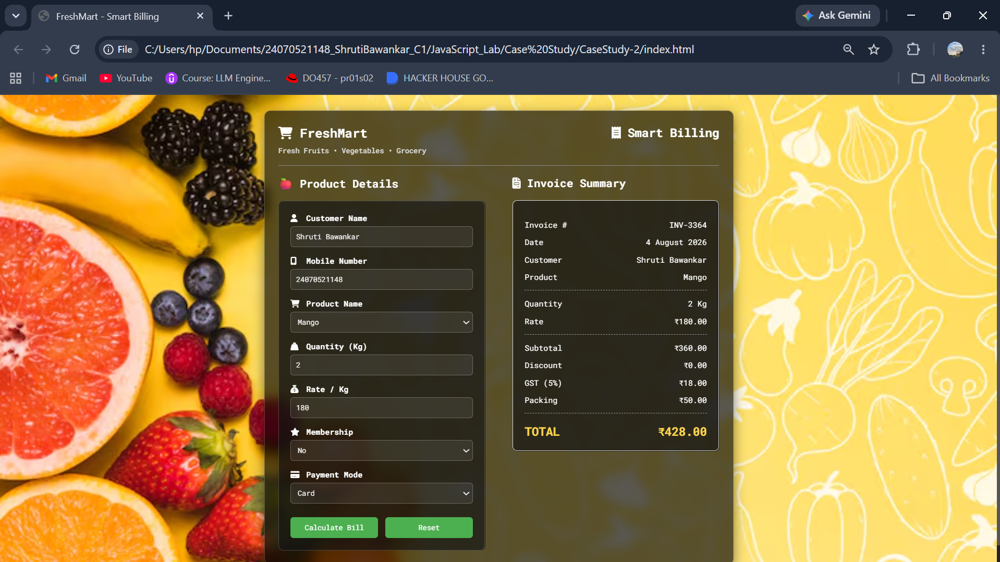 FreshMart - Smart Billing
Ask Gemini
File
C:/Users/hp/Documents/24070521148_ShrutiBawankar_C1/JavaScript_Lab/Case%20Study/CaseStudy-2/index.html
Gmail
YouTube
Course: LLM Engine...
DO457 - pr01s02
HACKER HOUSE GO...
All Bookmarks
FreshMart
Smart Billing
Fresh Fruits • Vegetables • Grocery
Product Details
Customer Name
Shruti Bawankar
Mobile Number
24070521148
Product Name
Mango
Quantity (Kg)
2
Rate / Kg
180
Membership
No
Payment Mode
Card
Calculate Bill
Reset
Invoice Summary
Invoice # INV-3364
Date 4 August 2026
Customer Shruti Bawankar
Product Mango
Quantity 2 Kg
Rate ₹180.00
Subtotal ₹360.00
Discount ₹0.00
GST (5%) ₹18.00
Packing ₹50.00
TOTAL ₹428.00